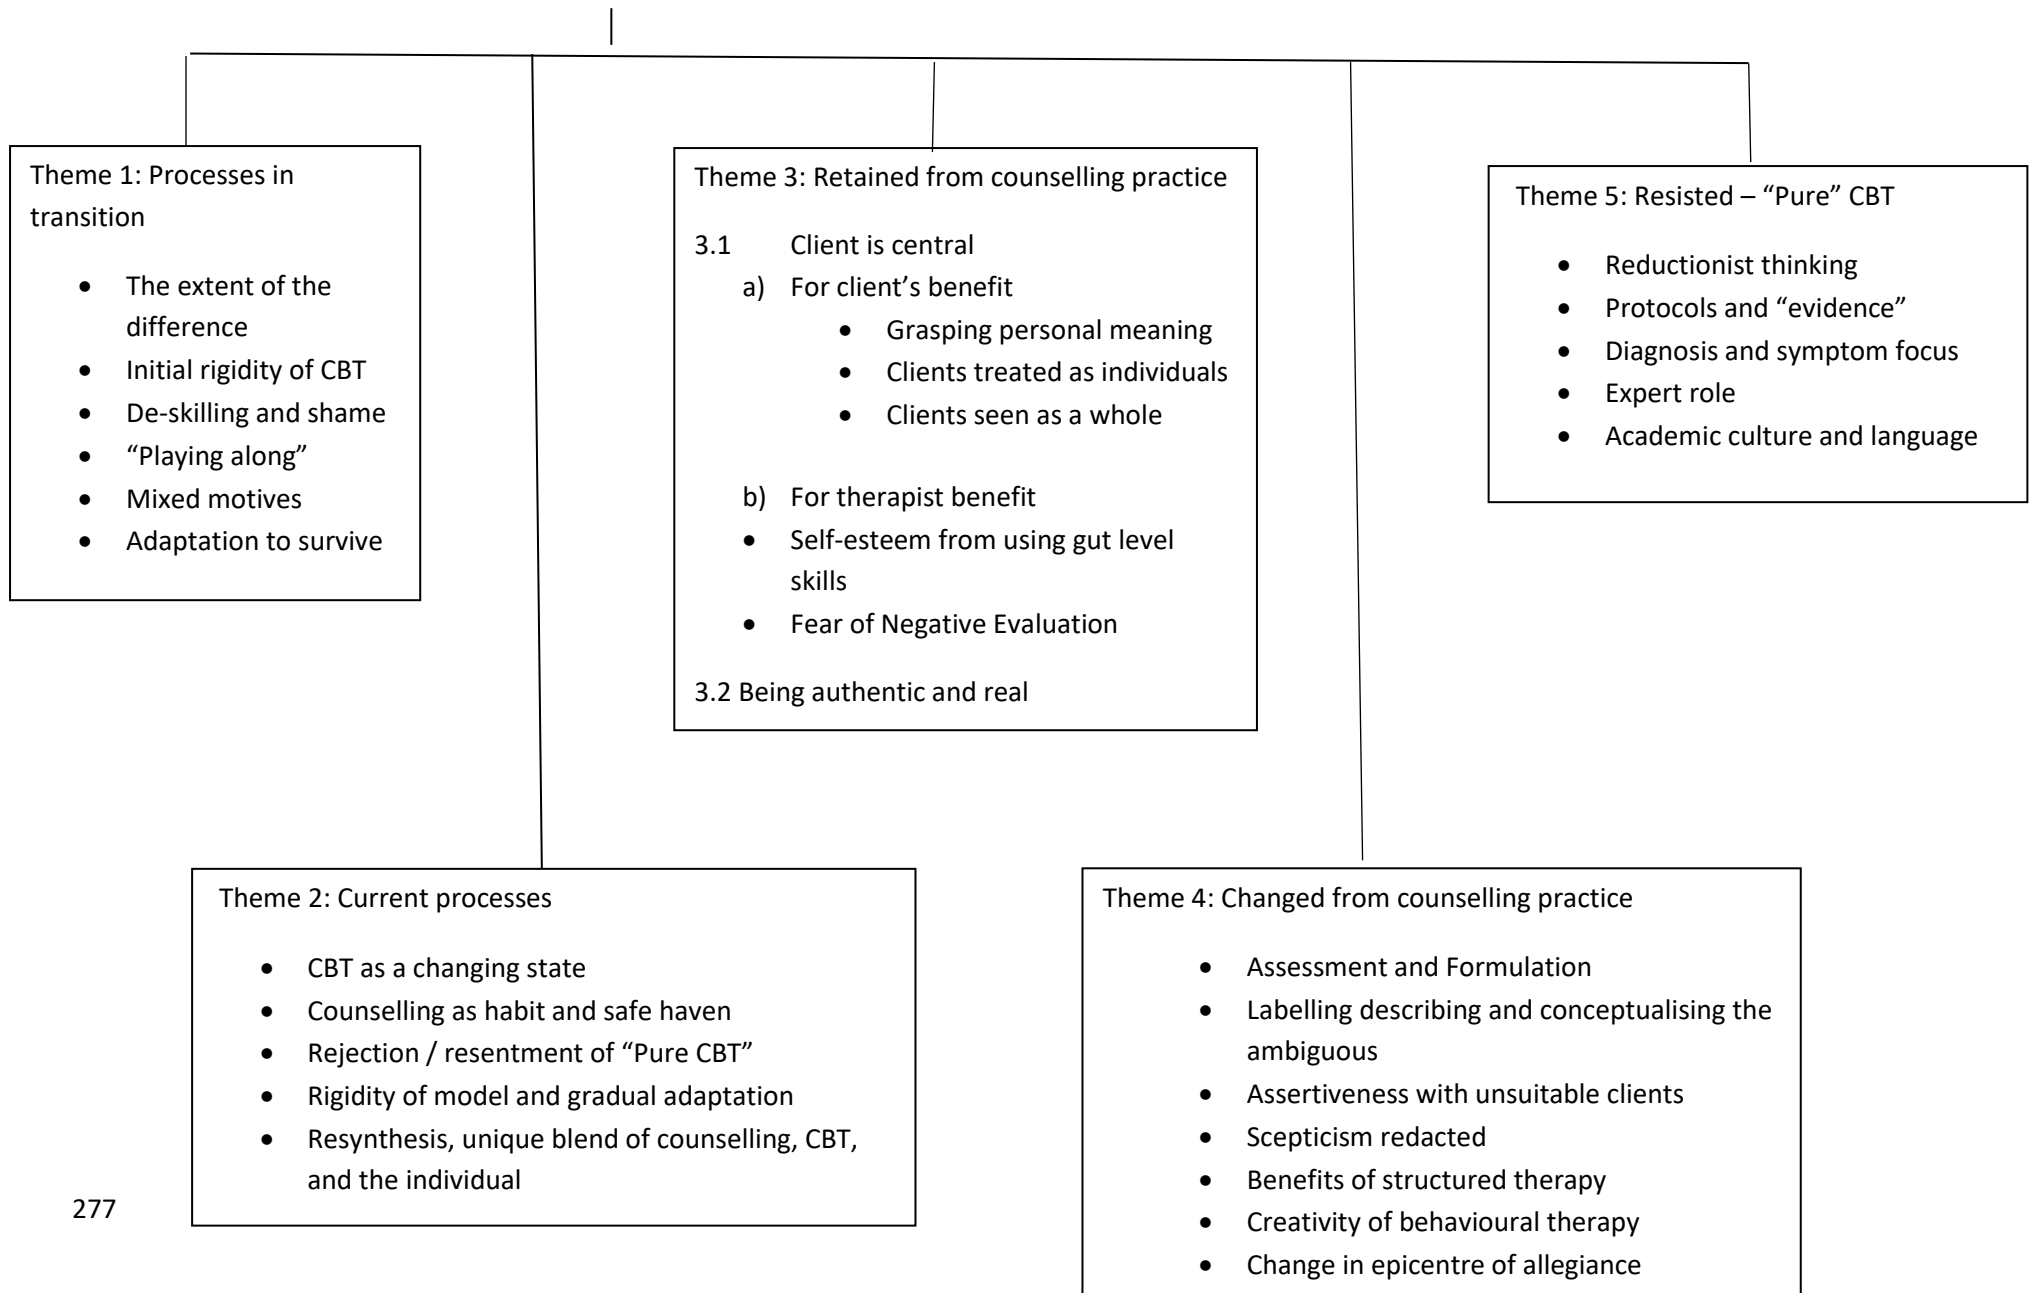 Theme 1: Processes in
transition
• The extent of the
difference
• Initial rigidity of CBT
• De-skilling and shame
• “Playing along”
• Mixed motives
• Adaptation to survive
Theme 3: Retained from counselling practice
3.1 Client is central
a) For client’s benefit
• Grasping personal meaning
• Clients treated as individuals
• Clients seen as a whole
b) For therapist benefit
• Self-esteem from using gut level
skills
• Fear of Negative Evaluation
3.2 Being authentic and real
Theme 5: Resisted – “Pure” CBT
• Reductionist thinking
• Protocols and “evidence”
• Diagnosis and symptom focus
• Expert role
• Academic culture and language
Theme 2: Current processes
• CBT as a changing state
• Counselling as habit and safe haven
• Rejection / resentment of “Pure CBT”
• Rigidity of model and gradual adaptation
• Resynthesis, unique blend of counselling, CBT,
and the individual
Theme 4: Changed from counselling practice
• Assessment and Formulation
• Labelling describing and conceptualising the
ambiguous
• Assertiveness with unsuitable clients
• Scepticism redacted
• Benefits of structured therapy
• Creativity of behavioural therapy
• Change in epicentre of allegiance
277